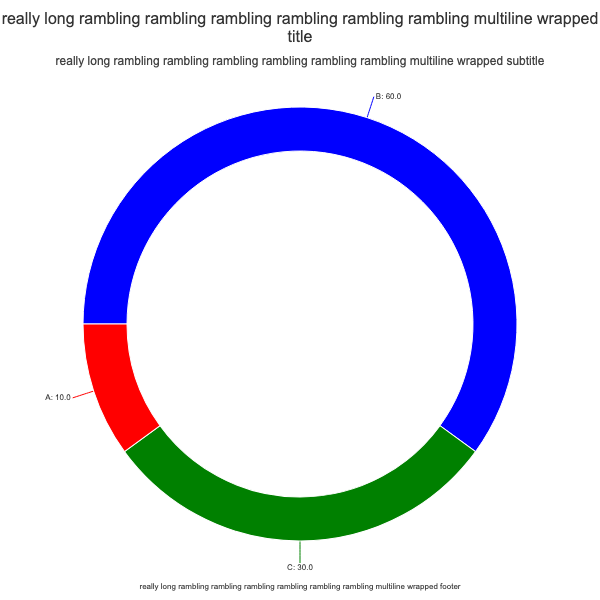 really long rambling rambling rambling rambling rambling rambling multiline wrapped
title
really long rambling rambling rambling rambling rambling rambling multiline wrapped subtitle
B: 60.0
A: 10.0
C: 30.0
really long rambling rambling rambling rambling rambling rambling multiline wrapped footer